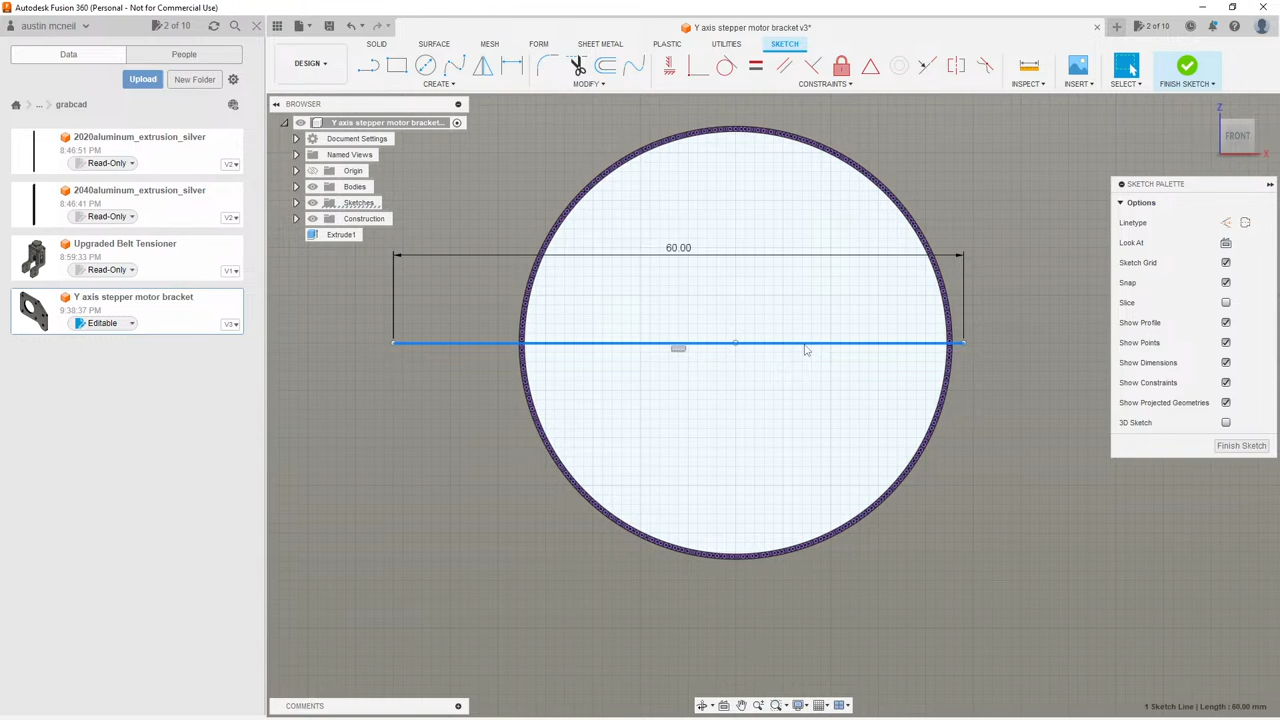 Autodesk Fusion 360 (Personal - Not for Commercial Use)
austin mcneil
2 of 10
Y axis stepper motor bracket v3*
2 of 10
Data
People
Upload
New Folder
... grabcad
2020aluminum_extrusion_silver
8:46:51 PM
Read-Only
V2
2040aluminum_extrusion_silver
8:46:41 PM
Read-Only
V2
Upgraded Belt Tensioner
8:59:33 PM
Read-Only
V1
Y axis stepper motor bracket
9:38:37 PM
Editable
V3
SOLID
SURFACE
MESH
FORM
SHEET METAL
PLASTIC
UTILITIES
SKETCH
DESIGN
CREATE
MODIFY
CONSTRAINTS
INSPECT
INSERT
SELECT
FINISH SKETCH
BROWSER
Y axis stepper motor bracket...
Document Settings
Named Views
Origin
Bodies
Sketches
Construction
Extrude1
60.00
Z
FRONT
X
SKETCH PALETTE
Options
Linetype
Look At
Sketch Grid
Snap
Slice
Show Profile
Show Points
Show Dimensions
Show Constraints
Show Projected Geometries
3D Sketch
Finish Sketch
COMMENTS
1 Sketch Line | Length : 60.00 mm